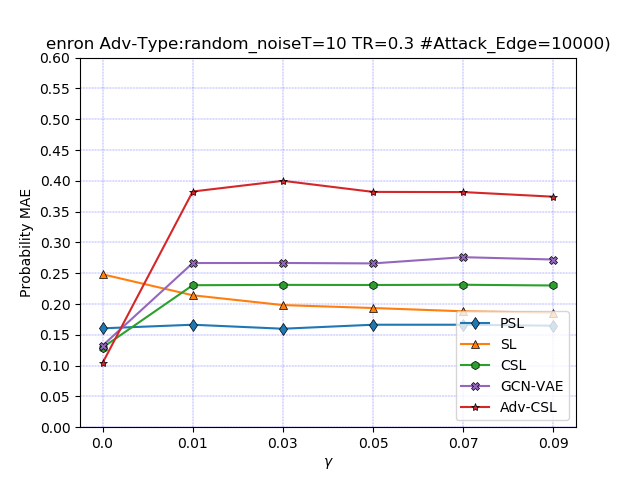 enron Adv-Type:random_noiseT=10 TR=0.3 #Attack_Edge=10000)
0.60
0.55
0.50
0.45
0.40
0.35
0.30
0.25
0.20
0.15
0.10
0.05
0.00
Probability MAE
PSL
SL
CSL
GCN-VAE
Adv-CSL
0.0 0.01 0.03 0.05 0.07 0.09
γ